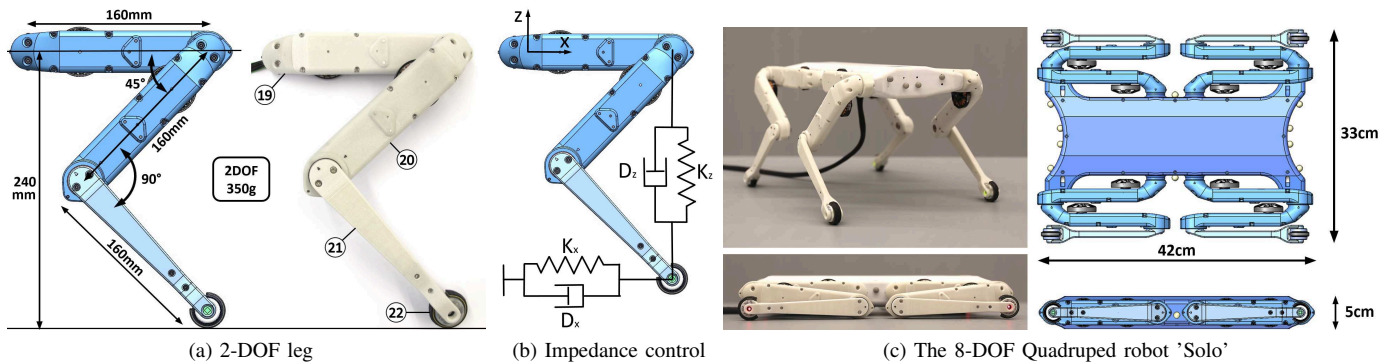 160mm
45°
160mm
90°
240
mm
160mm
2DOF
350g
19
20
21
22
(a) 2-DOF leg
Z
X
Dz
Kz
Kx
Dx
(b) Impedance control
33cm
42cm
5cm
(c) The 8-DOF Quadruped robot 'Solo'